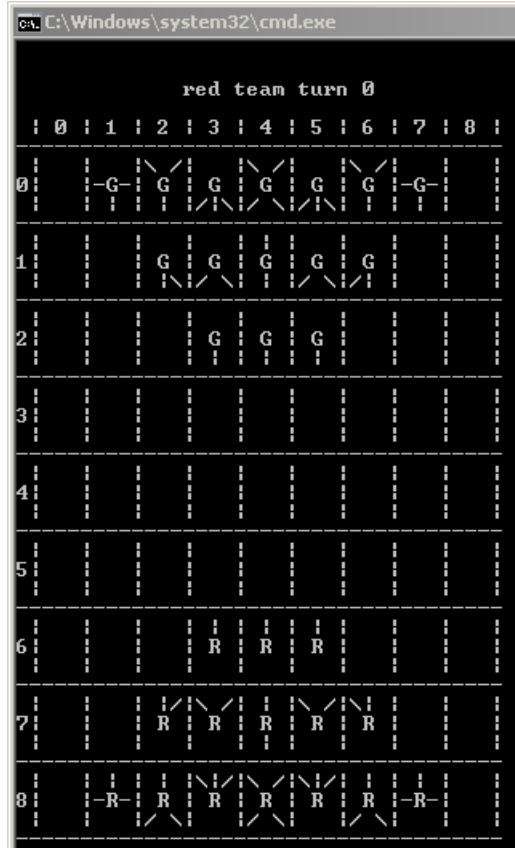 C:\Windows\system32\cmd.exe
red team turn 0
¦ 0 ¦ 1 ¦ 2 ¦ 3 ¦ 4 ¦ 5 ¦ 6 ¦ 7 ¦ 8 ¦
0¦ ¦-G-¦ G ¦ G ¦ G ¦ G ¦ G ¦-G-¦ ¦
1¦ ¦ ¦ G ¦ G ¦ G ¦ G ¦ G ¦ ¦ ¦
2¦ ¦ ¦ ¦ G ¦ G ¦ G ¦ ¦ ¦ ¦
3¦ ¦ ¦ ¦ ¦ ¦ ¦ ¦ ¦ ¦
4¦ ¦ ¦ ¦ ¦ ¦ ¦ ¦ ¦ ¦
5¦ ¦ ¦ ¦ ¦ ¦ ¦ ¦ ¦ ¦
6¦ ¦ ¦ ¦ R ¦ R ¦ R ¦ ¦ ¦ ¦
7¦ ¦ ¦ R ¦ R ¦ R ¦ R ¦ R ¦ ¦ ¦
8¦ ¦-R-¦ R ¦ R ¦ R ¦ R ¦ R ¦-R-¦ ¦